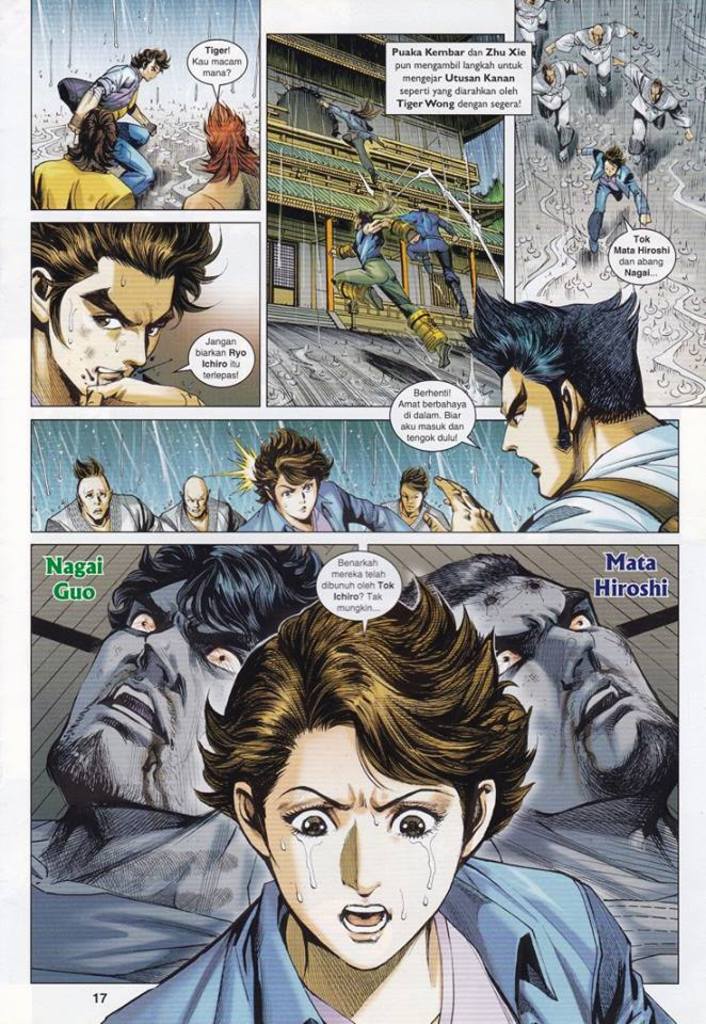 Tiger!
Kau macam
mana?
Puaka Kembar dan Zhu Xie
pun mengambil langkah untuk
mengejar Utusan Kanan
seperti yang diarahkan oleh
Tiger Wong dengan segera!
Tok
Mata Hiroshi
dan abang
Nagai...
Jangan
biarkan Ryo
Ichiro itu
terlepas!
Berhenti!
Amat berbahaya
di dalam. Biar
aku masuk dan
tengok dulu!
Nagai
Guo
Benarkah
mereka telah
dibunuh oleh Tok
Ichiro? Tak
mungkin...
Mata
Hiroshi
17